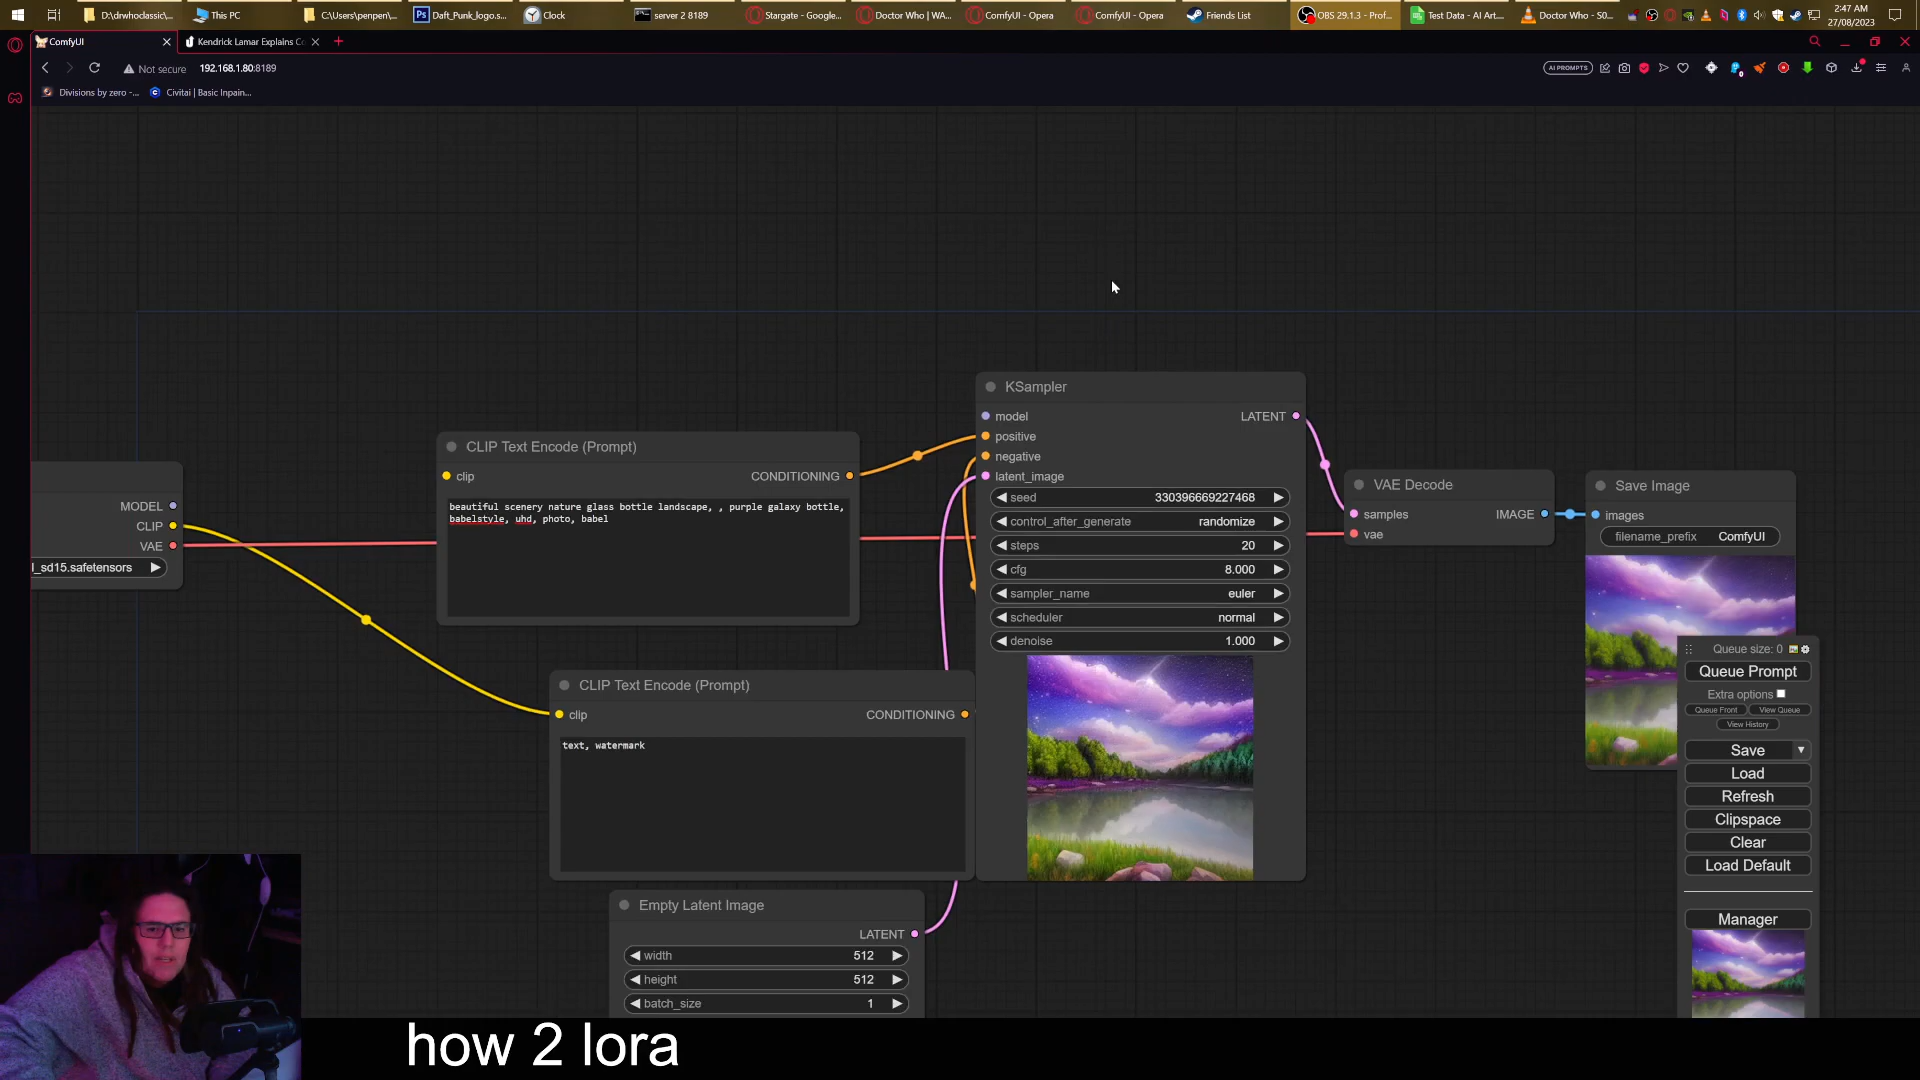 D:\drwhoclassic\...
This PC
C:\Users\penpen\...
Daft_Punk_logo.s...
Clock
server 2 8189
Stargate - Google...
Doctor Who | WA...
ComfyUI - Opera
ComfyUI - Opera
Friends List
OBS 29.1.3 - Prof...
Test Data - AI Art...
Doctor Who - S0...
2:47 AM
27/08/2023
ComfyUI
Kendrick Lamar Explains C
Not secure
192.168.1.80:8189
AI PROMPTS
Divisions by zero -...
Civitai | Basic Inpain...
MODEL
CLIP
VAE
l_sd15.safetensors
CLIP Text Encode (Prompt)
clip
CONDITIONING
beautiful scenery nature glass bottle landscape, , purple galaxy bottle,
babelstyle, uhd, photo, babel
CLIP Text Encode (Prompt)
clip
CONDITIONING
text, watermark
Empty Latent Image
LATENT
width 512
height 512
batch_size 1
KSampler
model
LATENT
positive
negative
latent_image
seed 330396669227468
control_after_generate randomize
steps 20
cfg 8.000
sampler_name euler
scheduler normal
denoise 1.000
VAE Decode
samples
IMAGE
vae
Save Image
images
filename_prefix ComfyUI
Queue size: 0
Queue Prompt
Extra options
Queue Front
View Queue
View History
Save
Load
Refresh
Clipspace
Clear
Load Default
Manager
how 2 lora